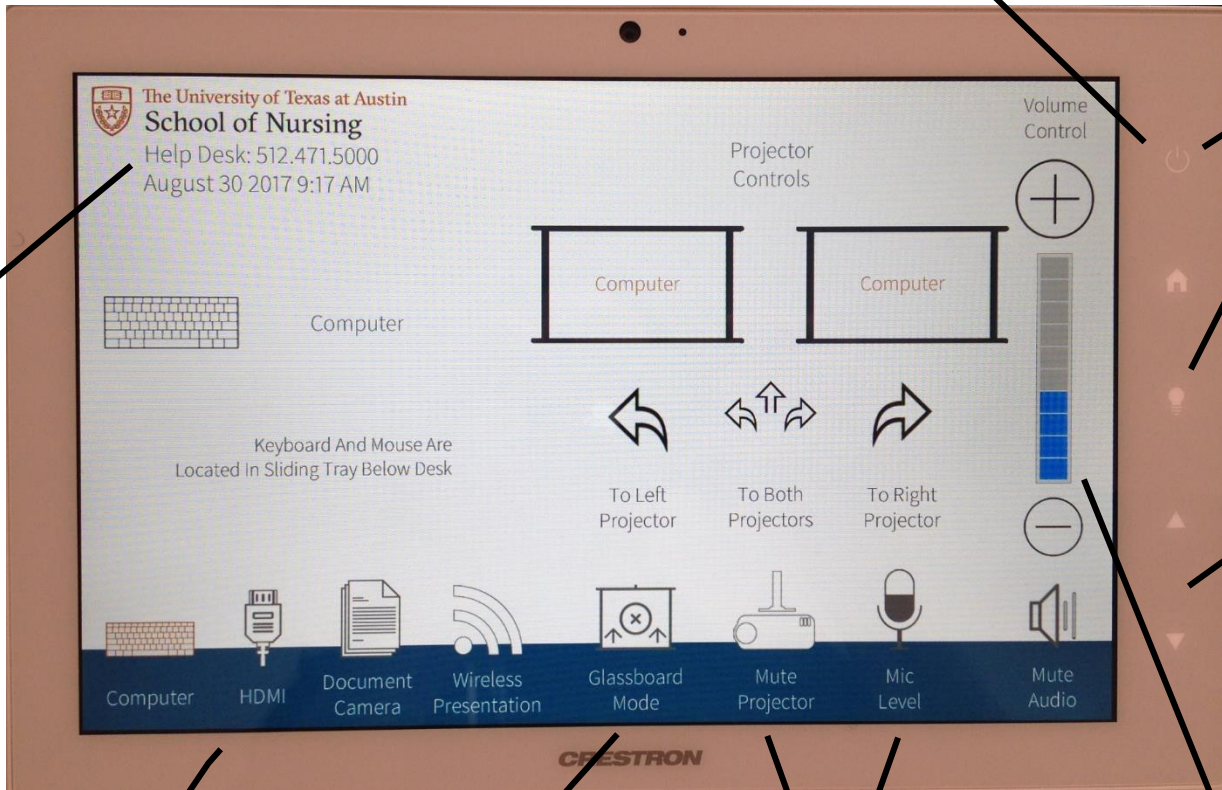 The University of Texas at Austin
School of Nursing
Help Desk: 512.471.5000
August 30 2017 9:17 AM
Projector
Controls
Volume
Control
Computer
Computer
Computer
Keyboard And Mouse Are
Located In Sliding Tray Below Desk
To Left
Projector
To Both
Projectors
To Right
Projector
Computer
HDMI
Document
Camera
Wireless
Presentation
Glassboard
Mode
Mute
Projector
Mic
Level
Mute
Audio
CRESTRON